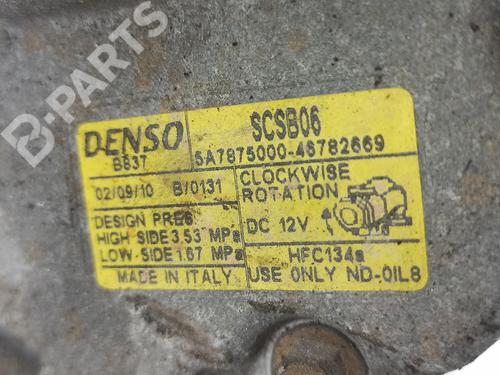 B-PARTS
DENSO
SCSB06
B637
5A7875000-46782669
02/09/10 B/0131
CLOCKWISE
ROTATION
DESIGN PRES
HIGH SIDE 3.53 MPa
LOW-SIDE 1.67 MPa
DC 12V
HFC134a
MADE IN ITALY
USE ONLY ND-OIL8